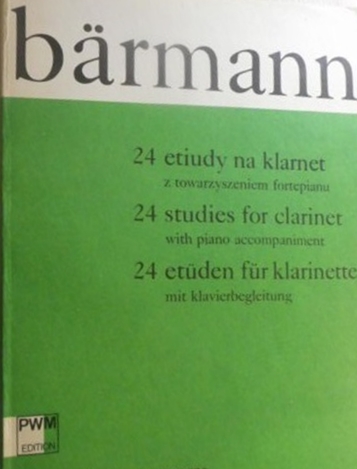 bärmann
24 etiudy na klarnet
z towarzyszeniem fortepianu
24 studies for clarinet
with piano accompaniment
24 etüden für klarinette
mit klavierbegleitung
PWM
EDITION